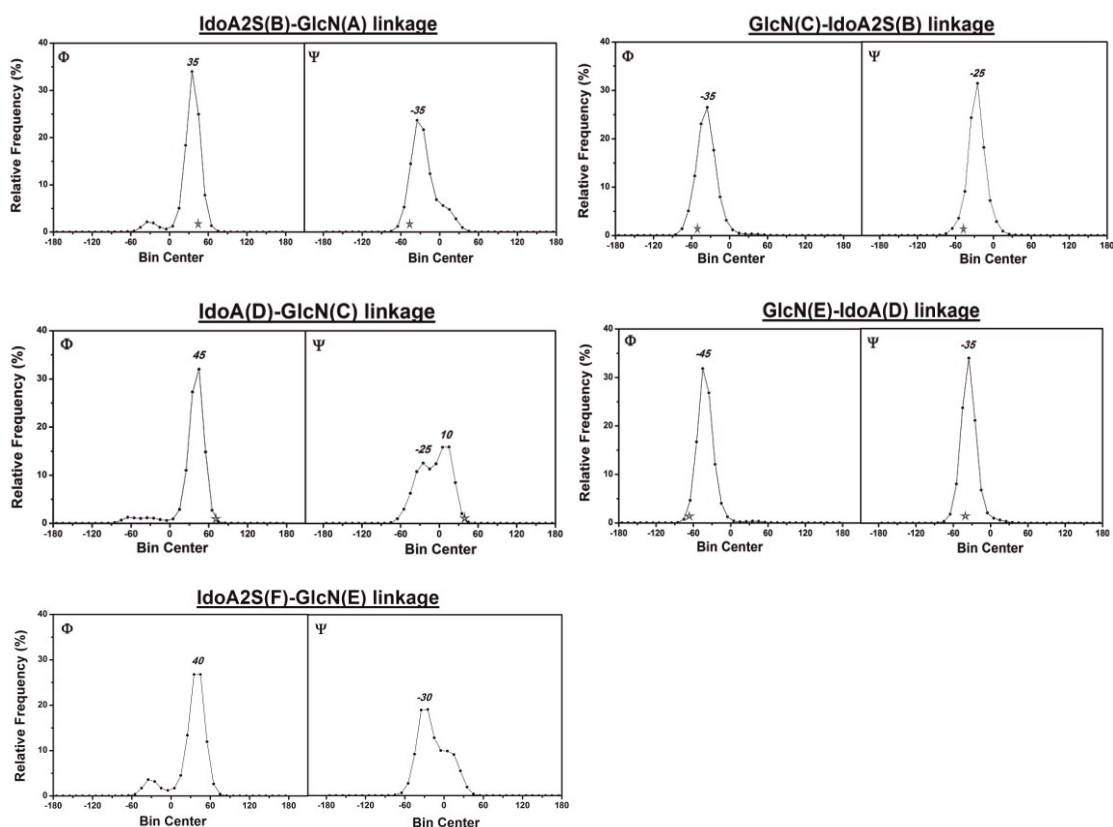 IdoA2S(B)-GlcN(A) linkage
Φ
35
Ψ
-35
Relative Frequency (%)
40
30
20
10
0
-180 -120 -60 0 60 120 180 -120 -60 0 60 120 180
Bin Center
Bin Center
GlcN(C)-IdoA2S(B) linkage
Φ
-35
Ψ
-25
Relative Frequency (%)
40
30
20
10
0
-180 -120 -60 0 60 120 180 -120 -60 0 60 120 180
Bin Center
Bin Center
IdoA(D)-GlcN(C) linkage
Φ
45
Ψ
-25
10
Relative Frequency (%)
40
30
20
10
0
-180 -120 -60 0 60 120 180 -120 -60 0 60 120 180
Bin Center
Bin Center
GlcN(E)-IdoA(D) linkage
Φ
-45
Ψ
-35
Relative Frequency (%)
40
30
20
10
0
-180 -120 -60 0 60 120 180 -120 -60 0 60 120 180
Bin Center
Bin Center
IdoA2S(F)-GlcN(E) linkage
Φ
40
Ψ
-30
Relative Frequency (%)
40
30
20
10
0
-180 -120 -60 0 60 120 -180 -120 -60 0 60 120 180
Bin Center
Bin Center